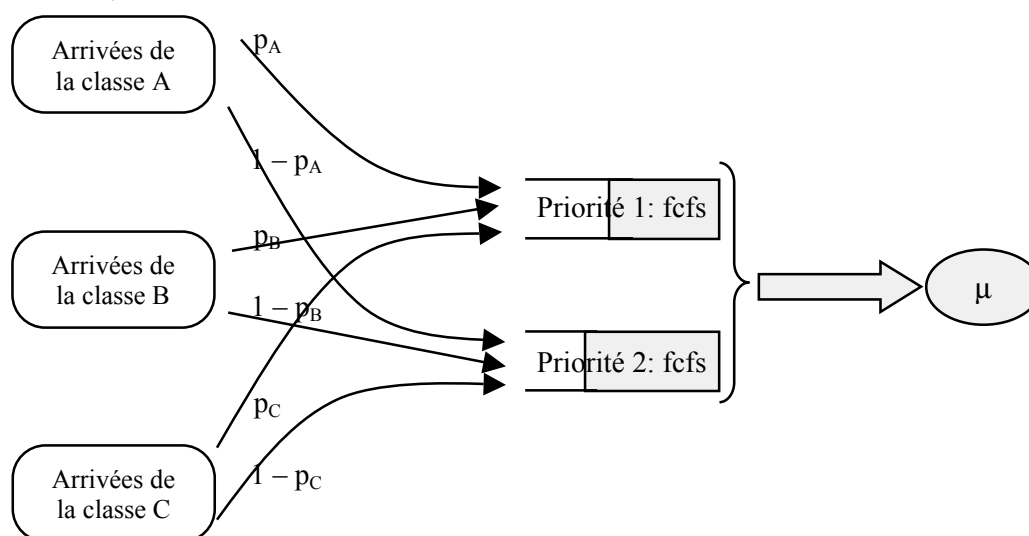 Arrivées de
la classe A
p_A
1 – p_A
Priorité 1: fcfs
Arrivées de
la classe B
p_B
1 – p_B
μ
Priorité 2: fcfs
p_C
Arrivées de
la classe C
1 – p_C